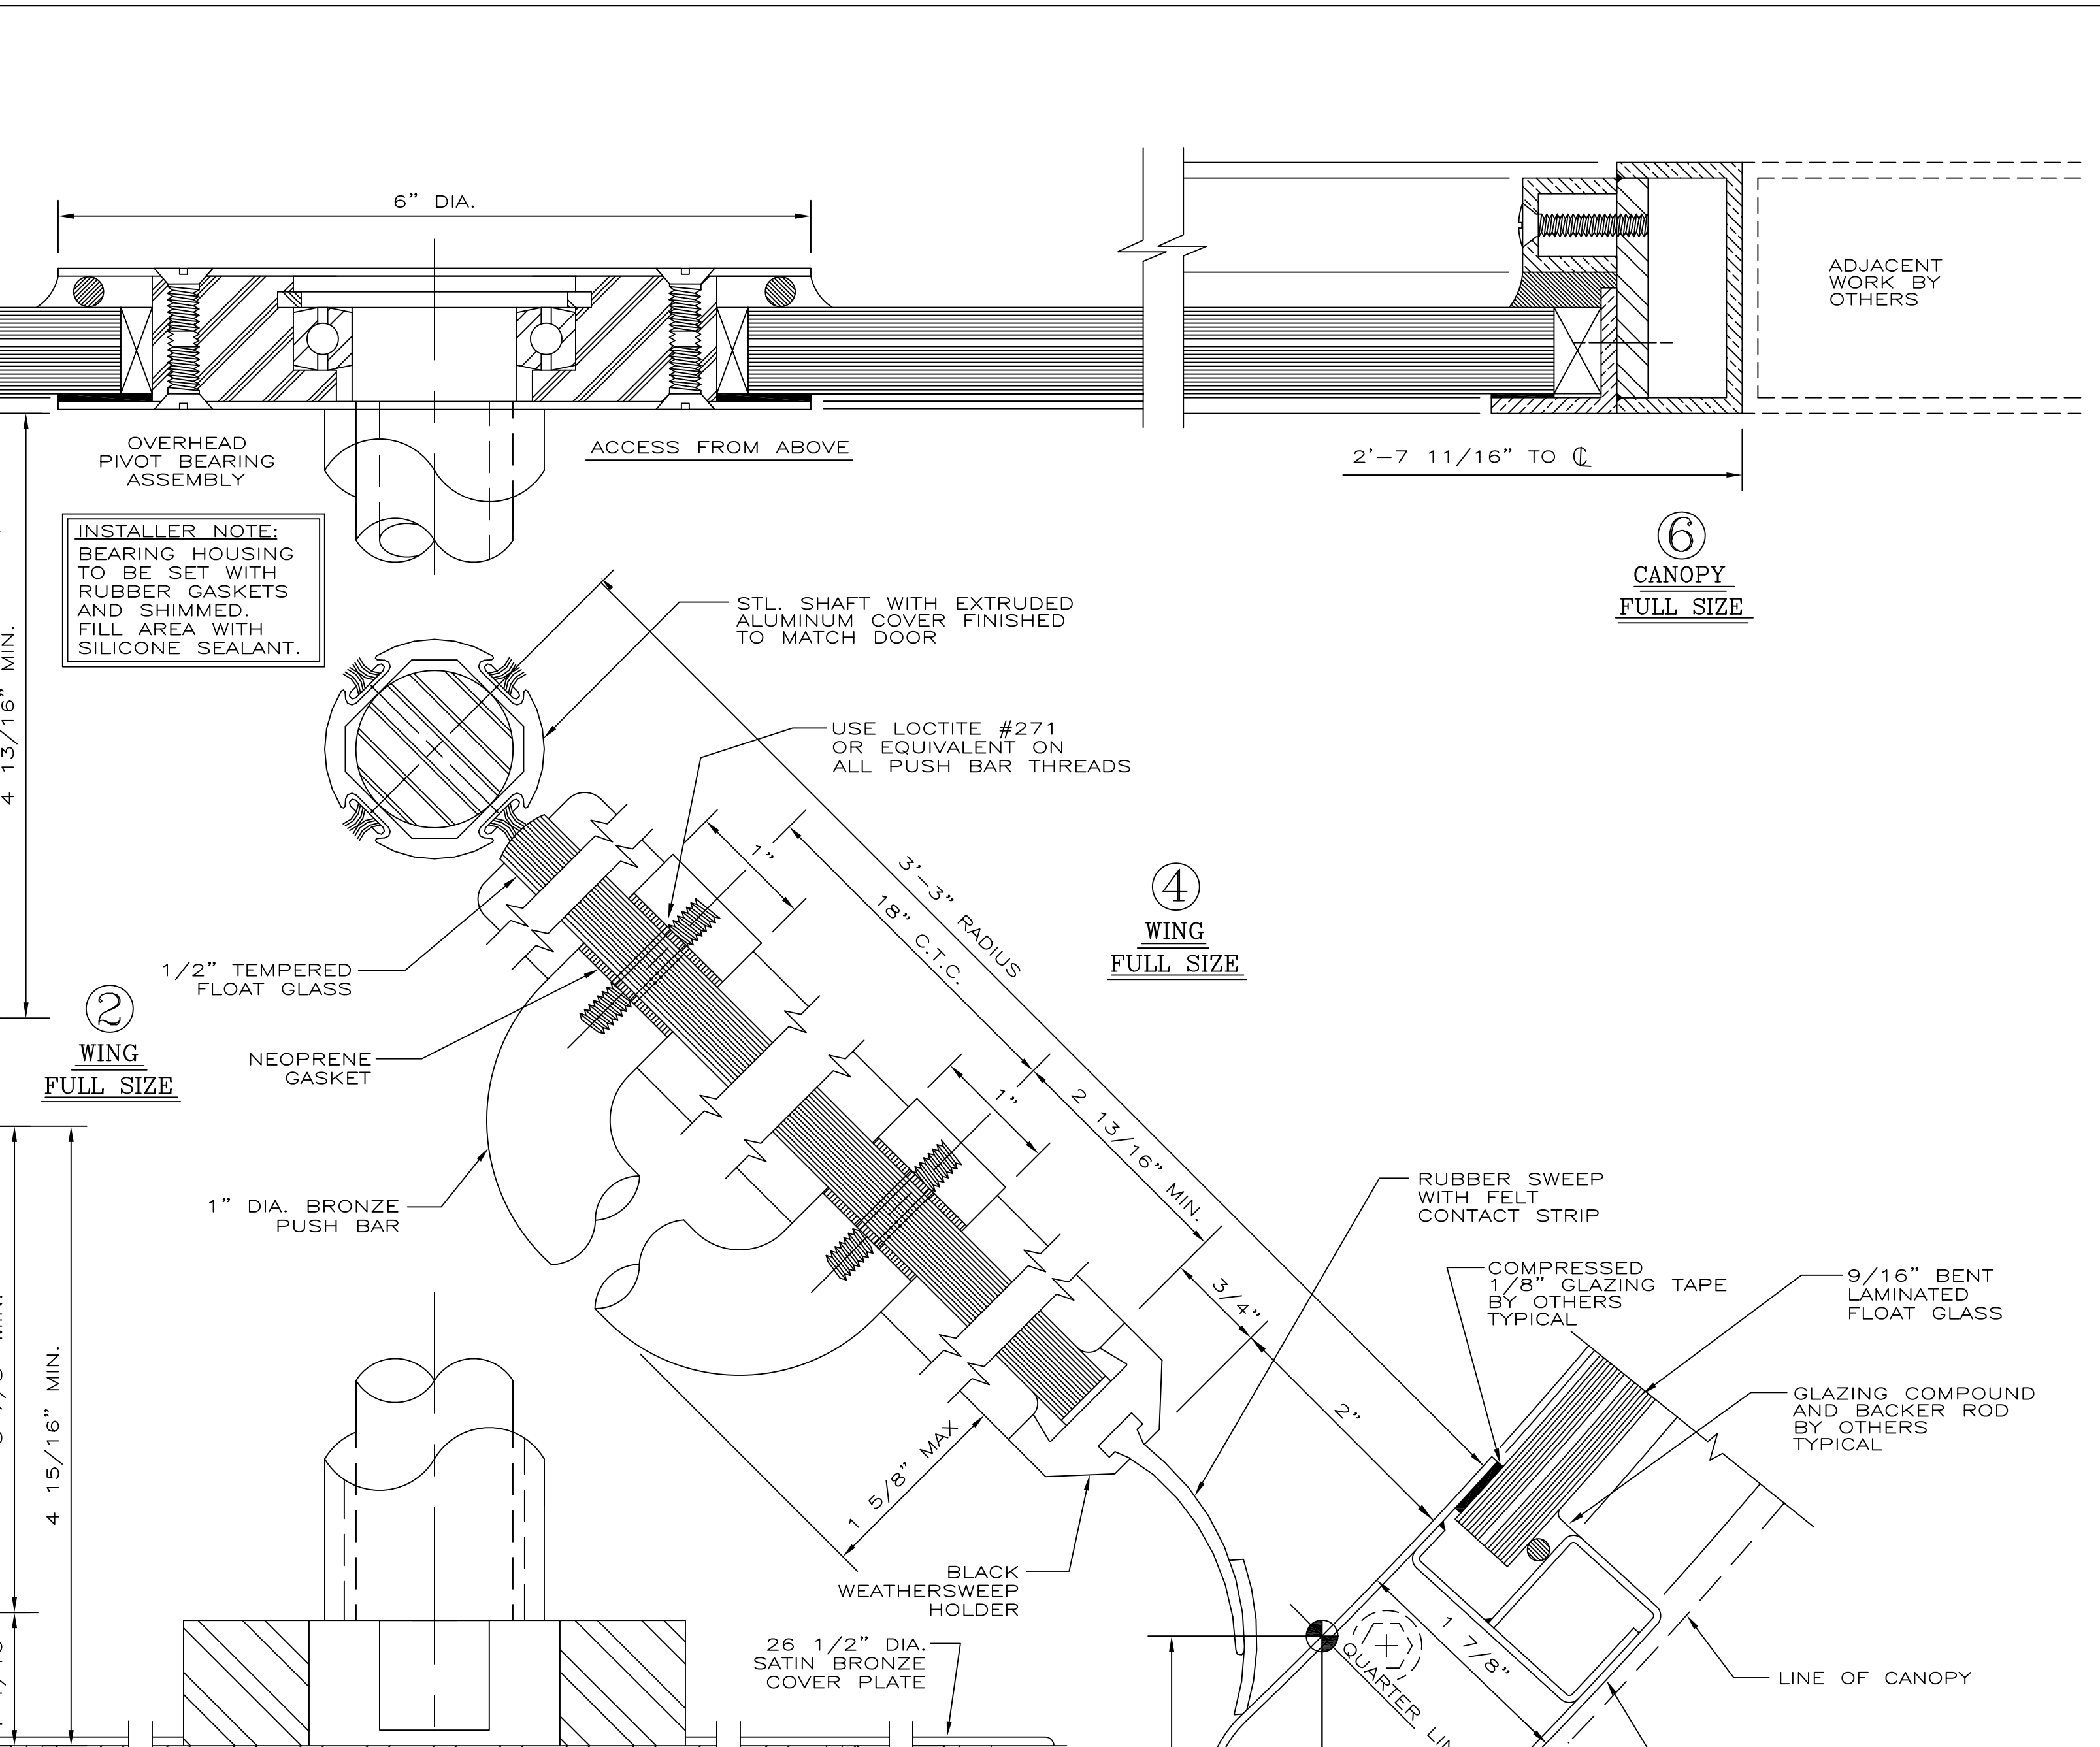 6” DIA.
ADJACENT
WORK BY
OTHERS
OVERHEAD
PIVOT BEARING
ASSEMBLY
ACCESS FROM ABOVE
2’–7 11/16” TO ℄
INSTALLER NOTE:
BEARING HOUSING
TO BE SET WITH
RUBBER GASKETS
AND SHIMMED.
FILL AREA WITH
SILICONE SEALANT.
6
CANOPY
FULL SIZE
4 13/16” MIN.
STL. SHAFT WITH EXTRUDED
ALUMINUM COVER FINISHED
TO MATCH DOOR
USE LOCTITE #271
OR EQUIVALENT ON
ALL PUSH BAR THREADS
1”
3’–3” RADIUS
18” C.T.C.
4
WING
FULL SIZE
1/2” TEMPERED
FLOAT GLASS
2
WING
FULL SIZE
NEOPRENE
GASKET
1”
2 13/16” MIN.
1” DIA. BRONZE
PUSH BAR
RUBBER SWEEP
WITH FELT
CONTACT STRIP
3/4”
COMPRESSED
1/8” GLAZING TAPE
BY OTHERS
TYPICAL
9/16” BENT
LAMINATED
FLOAT GLASS
2”
GLAZING COMPOUND
AND BACKER ROD
BY OTHERS
TYPICAL
4 15/16” MIN.
1 5/8” MAX
BLACK
WEATHERSWEEP
HOLDER
26 1/2” DIA.
SATIN BRONZE
COVER PLATE
1 7/8”
QUARTER
LINE OF CANOPY